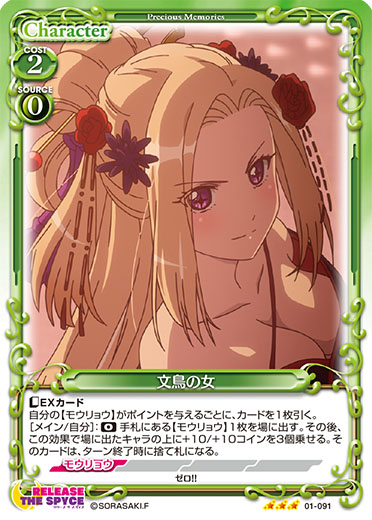 Precious Memories
Character
COST
2
SOURCE
0
文鳥の女
EXカード
自分の【モウリョウ】がポイントを与えるごとに、カードを1枚引く。
［メイン/自分］：0 手札にある【モウリョウ】1枚を場に出す。その後、
この効果で場に出たキャラの上に+10/+10コインを3個乗せる。そ
のカードは、ターン終了時に捨て札になる。
モウリョウ
ゼロ!!
RELEASE
THE SPYCE
©SORASAKI.F
01-091